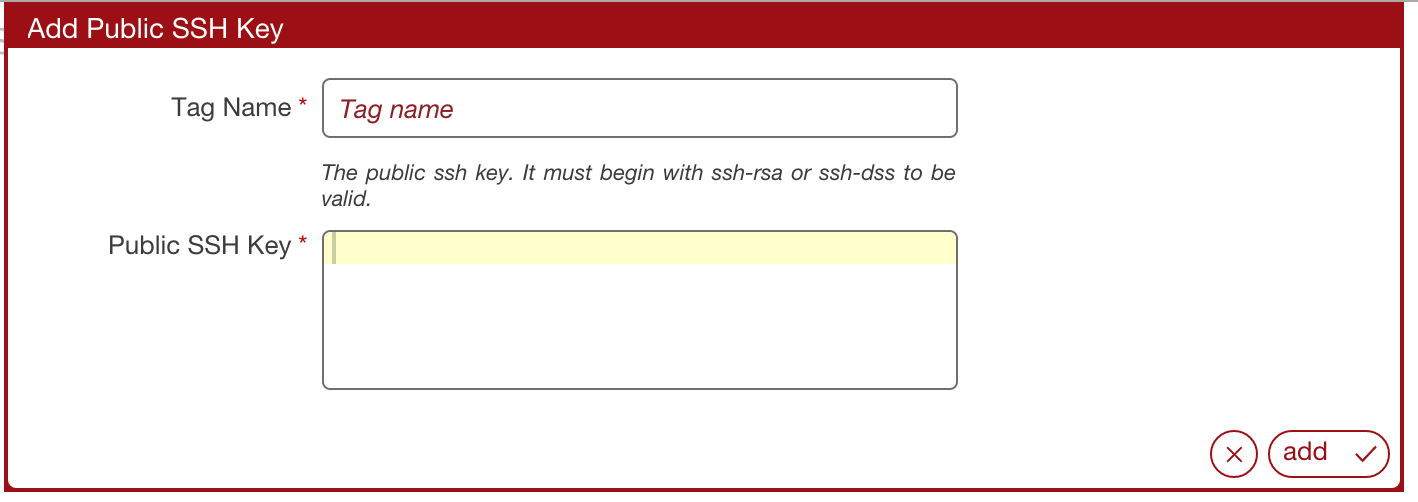 Add Public SSH Key
Tag Name *
Tag name
The public ssh key. It must begin with ssh-rsa or ssh-dss to be
valid.
Public SSH Key *
add